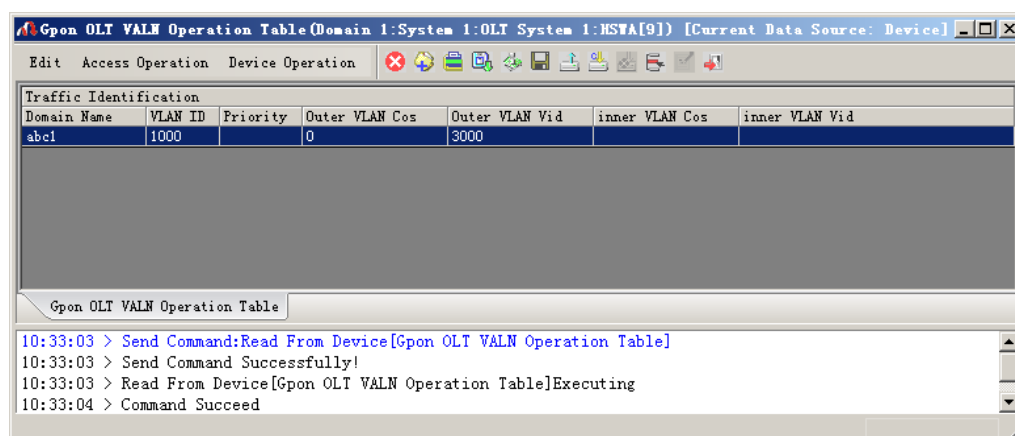 Gpon OLT VALN Operation Table(Domain 1:System 1:OLT System 1:HSWA[9]) [Current Data Source: Device]
Edit Access Operation Device Operation
Traffic Identification
Domain Name VLAN ID Priority Outer VLAN Cos Outer VLAN Vid inner VLAN Cos inner VLAN Vid
abc1 1000 0 3000
Gpon OLT VALN Operation Table
10:33:03 > Send Command:Read From Device[Gpon OLT VALN Operation Table]
10:33:03 > Send Command Successfully!
10:33:03 > Read From Device[Gpon OLT VALN Operation Table]Executing
10:33:04 > Command Succeed